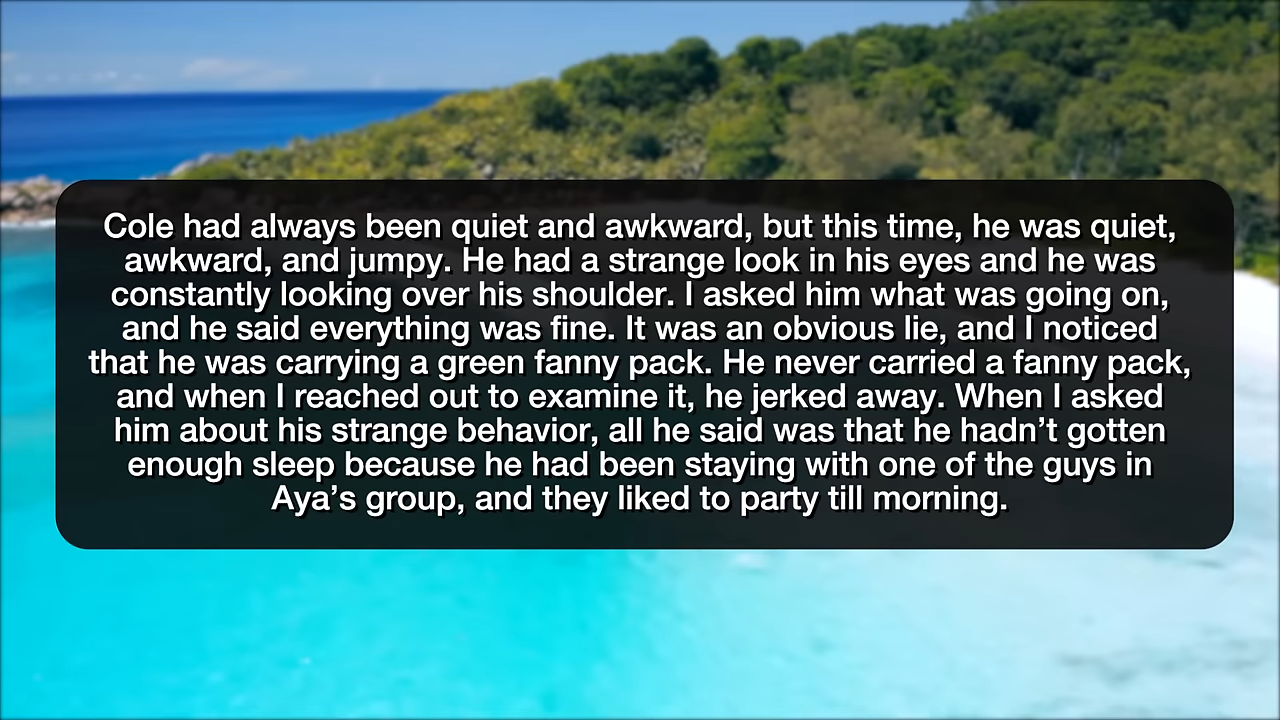 Cole had always been quiet and awkward, but this time, he was quiet,
awkward, and jumpy. He had a strange look in his eyes and he was
constantly looking over his shoulder. I asked him what was going on,
and he said everything was fine. It was an obvious lie, and I noticed
that he was carrying a green fanny pack. He never carried a fanny pack,
and when I reached out to examine it, he jerked away. When I asked
him about his strange behavior, all he said was that he hadn’t gotten
enough sleep because he had been staying with one of the guys in
Aya’s group, and they liked to party till morning.